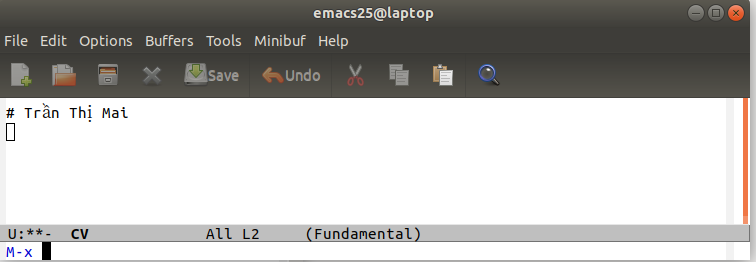 emacs25@laptop
File Edit Options Buffers Tools Minibuf Help
Save Undo
# Trần Thị Mai
U:**- CV All L2 (Fundamental)
M-x